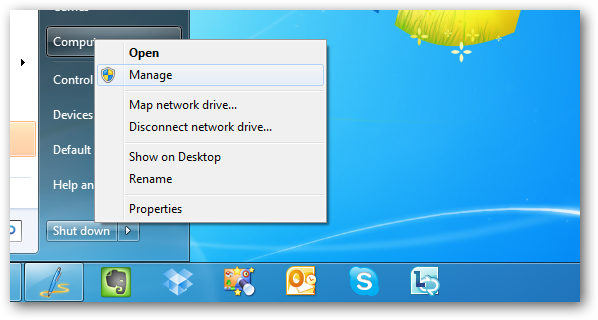 Compu
Open
Manage
Control
Map network drive...
Devices
Disconnect network drive...
Default
Show on Desktop
Help an
Rename
Properties
Shut down